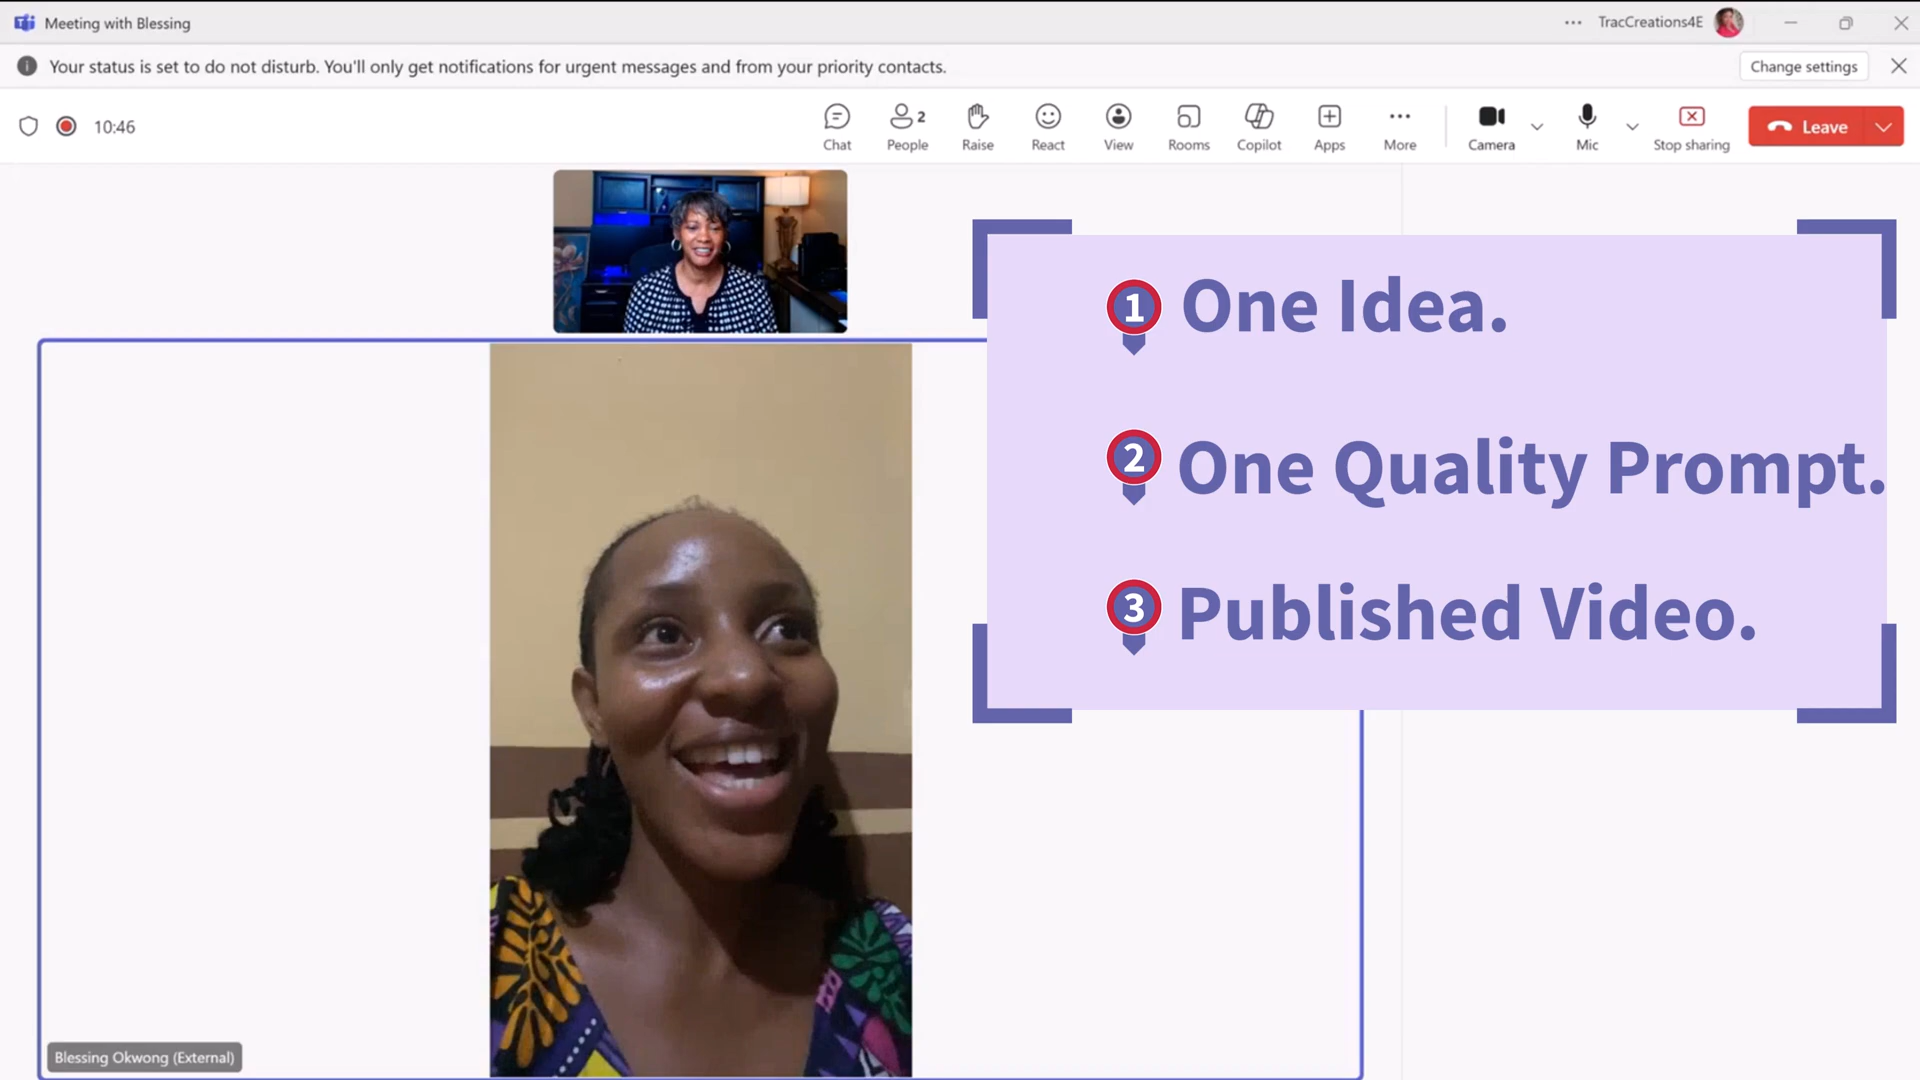 Meeting with Blessing
TracCreations4E
Your status is set to do not disturb. You'll only get notifications for urgent messages and from your priority contacts.
Change settings
10:46
Chat
People 2
Raise
React
View
Rooms
Copilot
Apps
More
Camera
Mic
Stop sharing
Leave
1 One Idea.
2 One Quality Prompt.
3 Published Video.
Blessing Okwong (External)